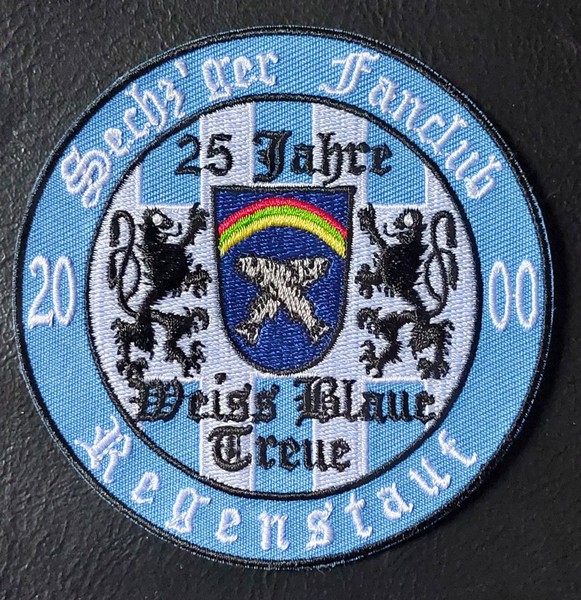 Sechz'ger Fanclub
25 Jahre
20 00
Weiss Blaue
Treue
Regenstauf